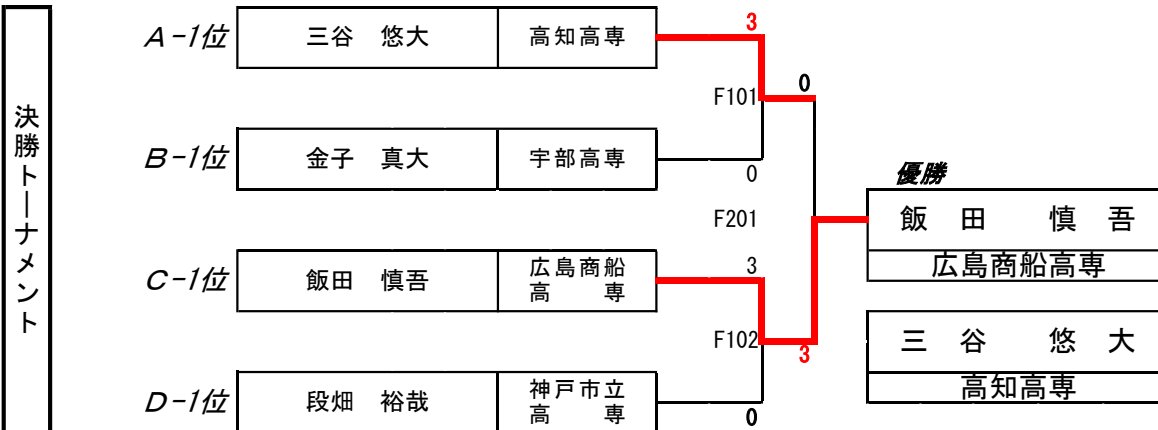 決勝トーナメント
A-1位 三谷 悠大 高知高専 3
F101 0
B-1位 金子 真大 宇部高専 0
優勝
F201 飯田 慎吾
広島商船高専
C-1位 飯田 慎吾 広島商船高専 3
F102 3
三谷 悠大
高知高専
D-1位 段畑 裕哉 神戸市立高専 0